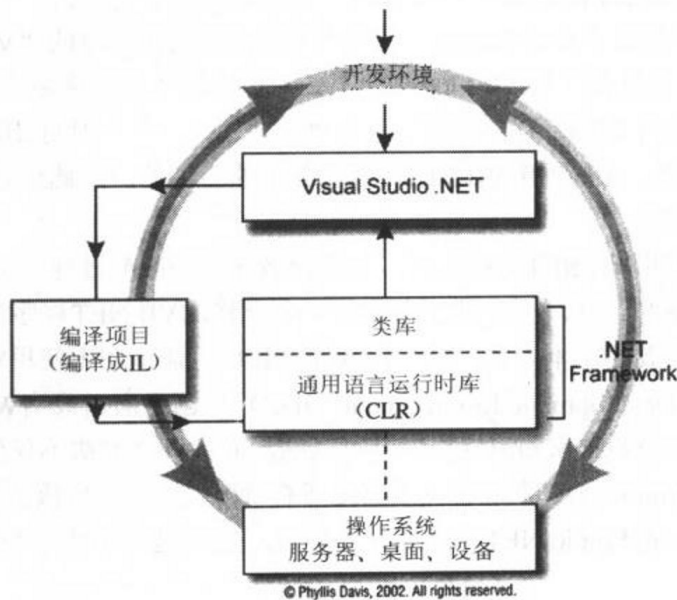 开发环境
Visual Studio .NET
编译项目
(编译成IL)
类库
通用语言运行时库
(CLR)
.NET
Framework
操作系统
服务器、桌面、设备
© Phyllis Davis, 2002. All rights reserved.